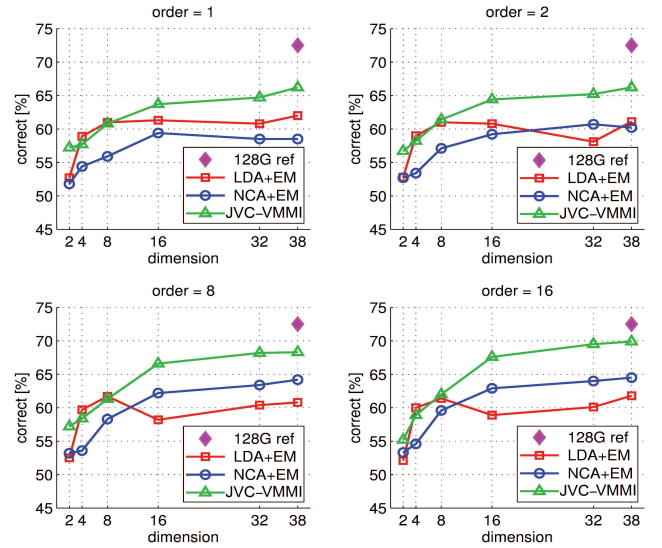 order = 1
correct [%]
75
70
65
60
55
50
45
128G ref
LDA+EM
NCA+EM
JVC−VMMI
2 4 8 16 32 38
dimension
order = 2
correct [%]
75
70
65
60
55
50
45
128G ref
LDA+EM
NCA+EM
JVC−VMMI
2 4 8 16 32 38
dimension
order = 8
correct [%]
75
70
65
60
55
50
45
128G ref
LDA+EM
NCA+EM
JVC−VMMI
2 4 8 16 32 38
dimension
order = 16
correct [%]
75
70
65
60
55
50
45
128G ref
LDA+EM
NCA+EM
JVC−VMMI
2 4 8 16 32 38
dimension